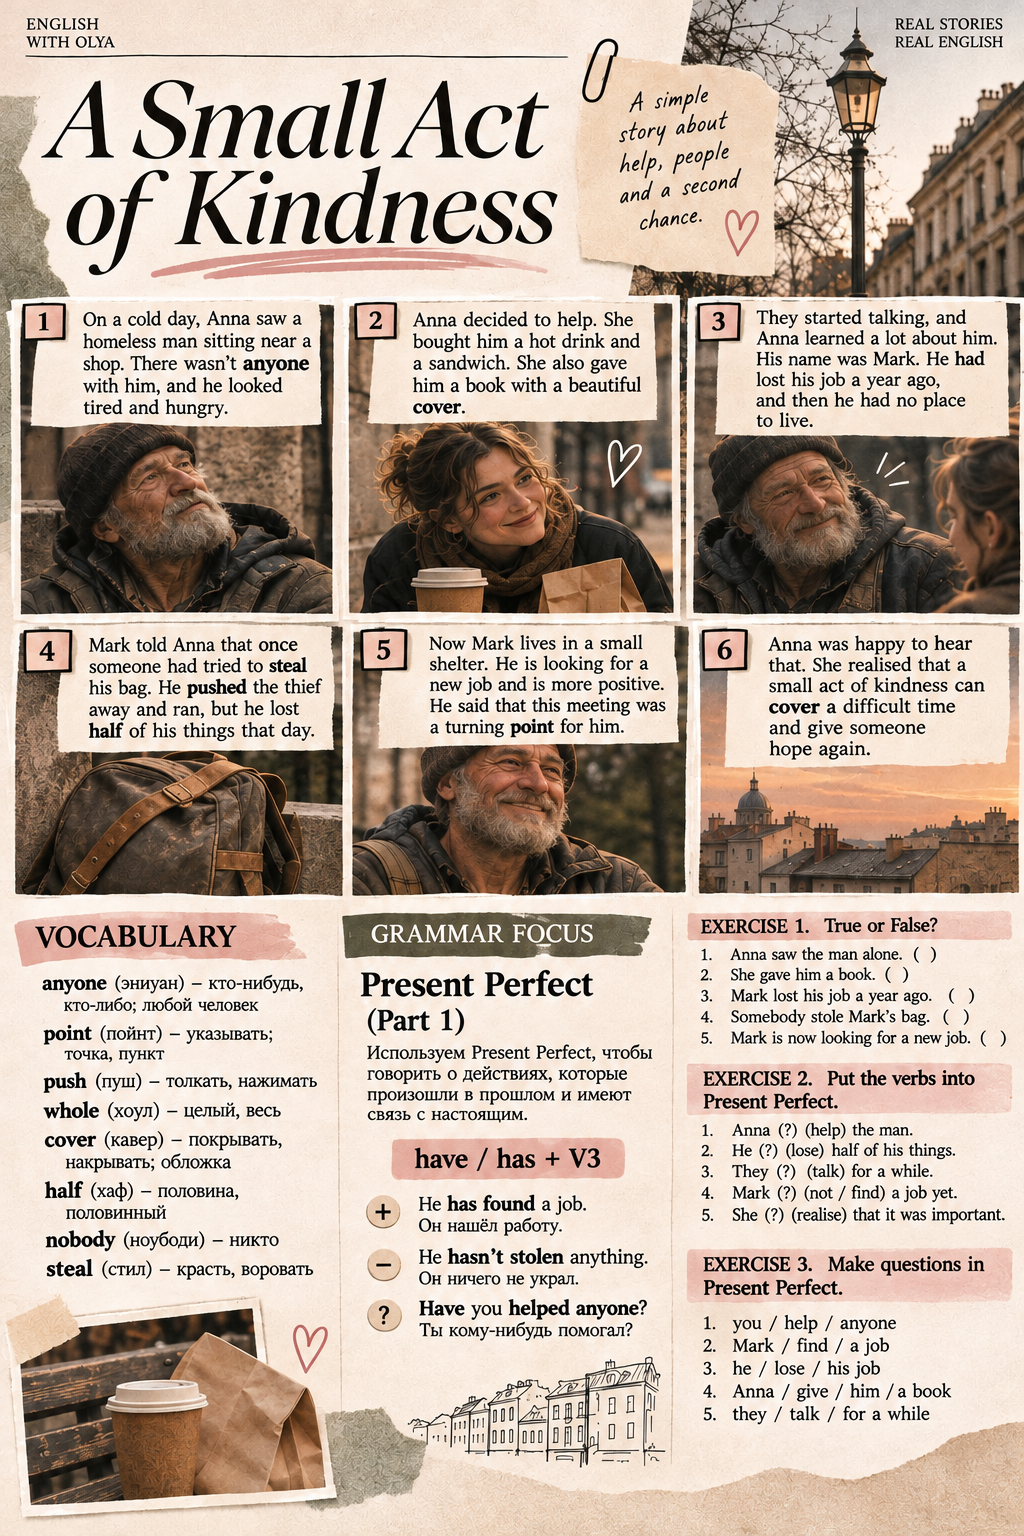 ENGLISH
WITH OLYA
REAL STORIES
REAL ENGLISH
A Small Act
of Kindness
A simple
story about
help, people
and a second
chance.
1
On a cold day, Anna saw a
homeless man sitting near a
shop. There wasn't anyone
with him, and he looked
tired and hungry.
2
Anna decided to help. She
bought him a hot drink and
a sandwich. She also gave
him a book with a beautiful
cover.
3
They started talking, and
Anna learned a lot about him.
His name was Mark. He had
lost his job a year ago,
and then he had no place
to live.
4
Mark told Anna that once
someone had tried to steal
his bag. He pushed the thief
away and ran, but he lost
half of his things that day.
5
Now Mark lives in a small
shelter. He is looking for a
new job and is more positive.
He said that this meeting was
a turning point for him.
6
Anna was happy to hear
that. She realised that a
small act of kindness can
cover a difficult time
and give someone
hope again.
VOCABULARY
anyone (эниуан) – кто-нибудь,
кто-либо; любой человек
point (пойнт) – указывать;
точка, пункт
push (пуш) – толкать, нажимать
whole (хоул) – целый, весь
cover (кавер) – покрывать,
накрывать; обложка
half (хаф) – половина,
половинный
nobody (ноубоди) – никто
steal (стил) – красть, воровать
GRAMMAR FOCUS
Present Perfect
(Part 1)
Используем Present Perfect, чтобы
говорить о действиях, которые
произошли в прошлом и имеют
связь с настоящим.
have / has + V3
+
He has found a job.
Он нашёл работу.
–
He hasn't stolen anything.
Он ничего не украл.
?
Have you helped anyone?
Ты кому-нибудь помогал?
EXERCISE 1. True or False?
1. Anna saw the man alone. ( )
2. She gave him a book. ( )
3. Mark lost his job a year ago. ( )
4. Somebody stole Mark's bag. ( )
5. Mark is now looking for a new job. ( )
EXERCISE 2. Put the verbs into
Present Perfect.
1. Anna (?) (help) the man.
2. He (?) (lose) half of his things.
3. They (?) (talk) for a while.
4. Mark (?) (not / find) a job yet.
5. She (?) (realise) that it was important.
EXERCISE 3. Make questions in
Present Perfect.
1. you / help / anyone
2. Mark / find / a job
3. he / lose / his job
4. Anna / give / him / a book
5. they / talk / for a while